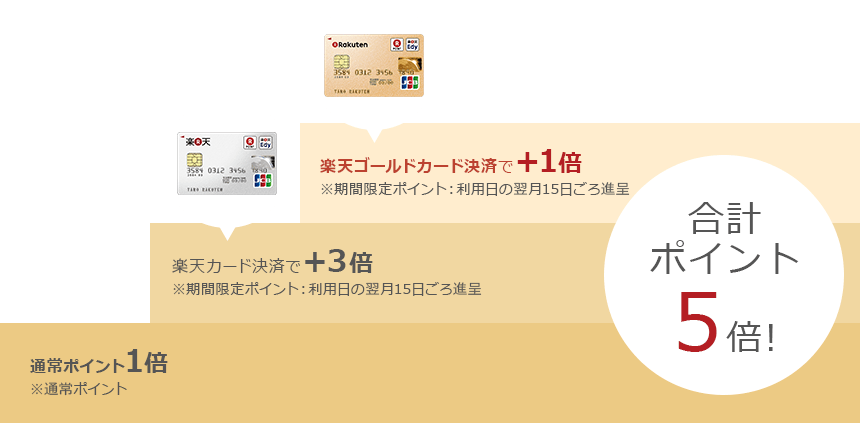 Rakuten
Edy
3584 0312 3456
JCB
TARO RAKUTEN
楽天ゴールドカード決済で+1倍
※期間限定ポイント：利用日の翌月15日ごろ進呈
楽天
Edy
3584 0312 3456
JCB
TARO RAKUTEN
楽天カード決済で+3倍
※期間限定ポイント：利用日の翌月15日ごろ進呈
合計
ポイント
5倍!
通常ポイント1倍
※通常ポイント